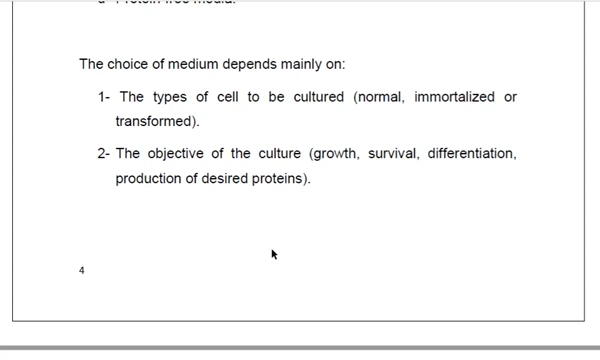 The choice of medium depends mainly on:
1- The types of cell to be cultured (normal, immortalized or
transformed).
2- The objective of the culture (growth, survival, differentiation,
production of desired proteins).
4